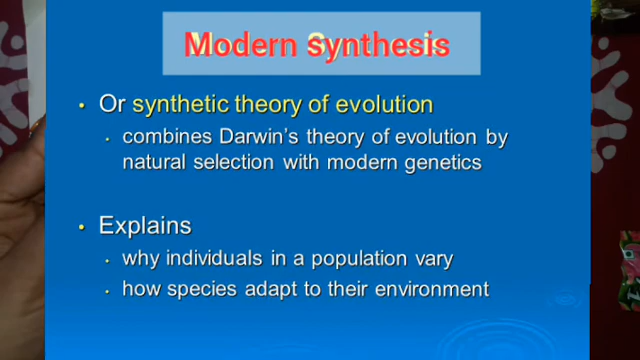 Modern Synthesis
• Or synthetic theory of evolution
• combines Darwin's theory of evolution by
natural selection with modern genetics
• Explains
• why individuals in a population vary
• how species adapt to their environment